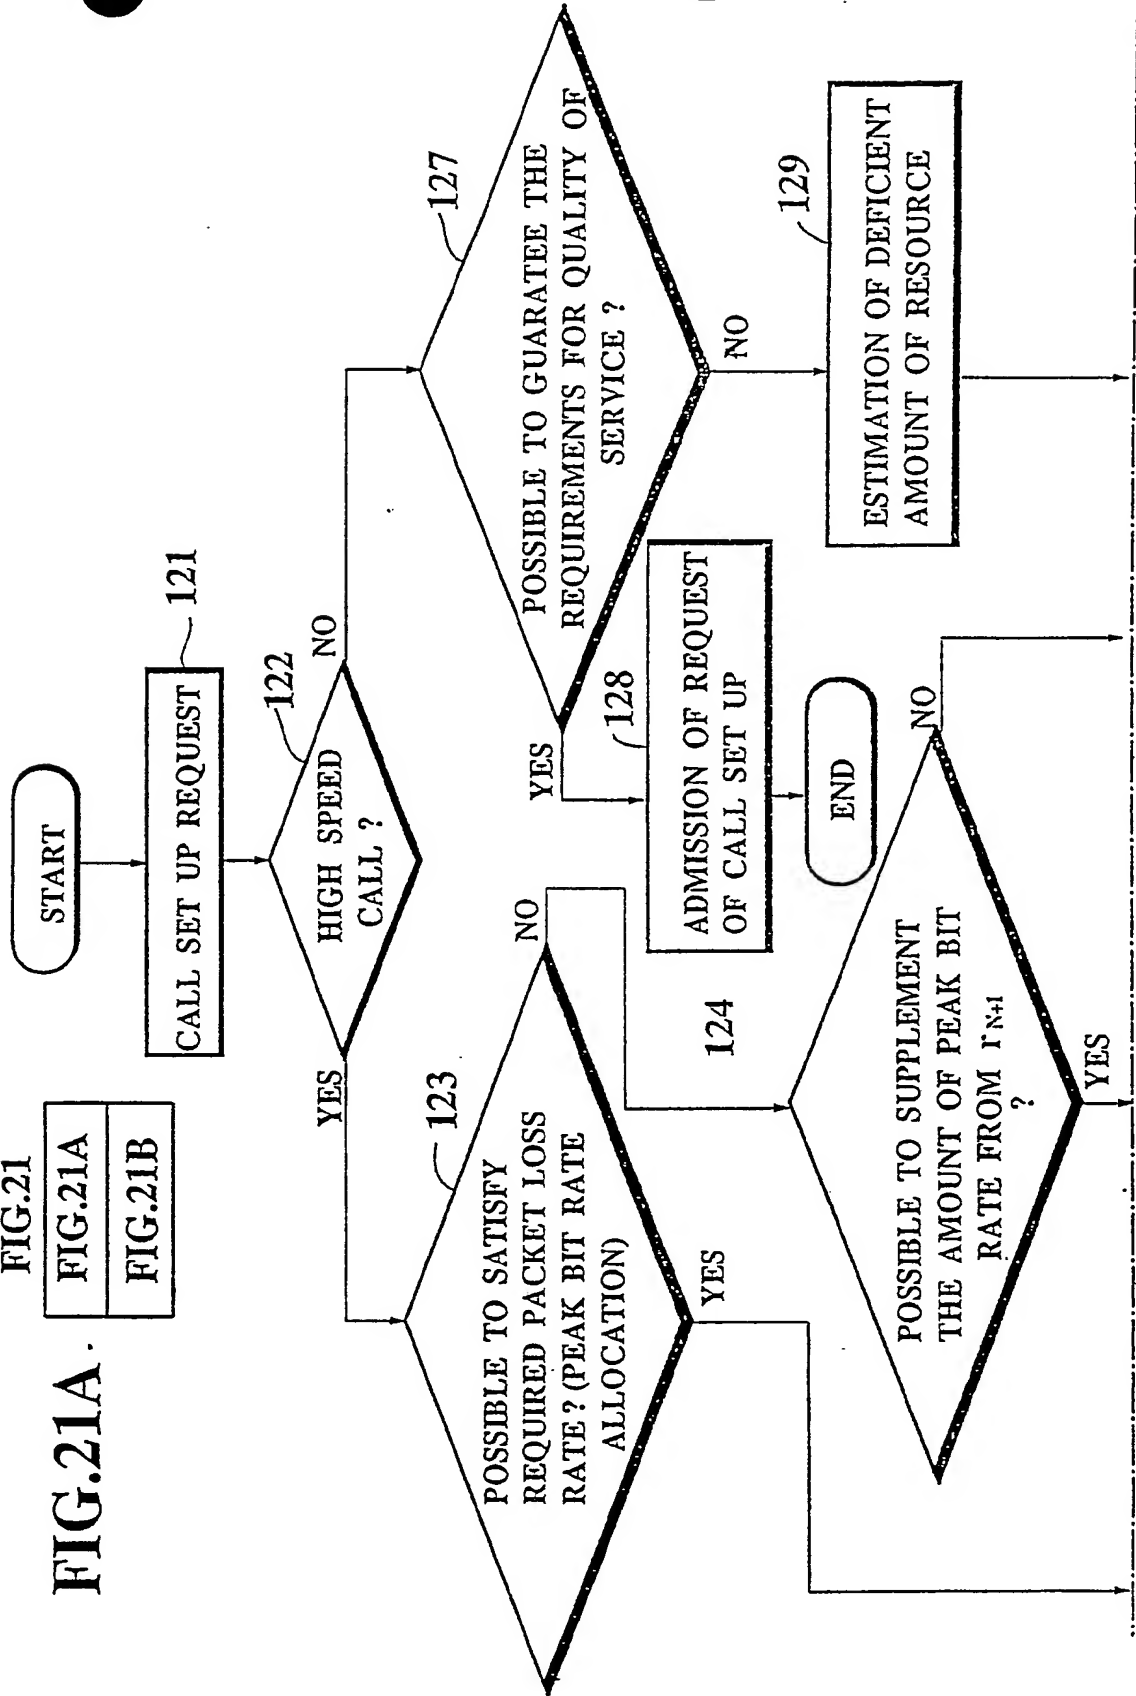 FIG.21A.
FIG.21
FIG.21A
FIG.21B
START
CALL SET UP REQUEST
121
HIGH SPEED
CALL ?
122
YES
NO
POSSIBLE TO SATISFY
REQUIRED PACKET LOSS
RATE ? (PEAK BIT RATE
ALLOCATION)
123
NO
YES
POSSIBLE TO GUARATEE THE
REQUIREMENTS FOR QUALITY OF
SERVICE ?
127
YES
NO
ADMISSION OF REQUEST
OF CALL SET UP
128
END
ESTIMATION OF DEFICIENT
AMOUNT OF RESOURCE
129
124
POSSIBLE TO SUPPLEMENT
THE AMOUNT OF PEAK BIT
RATE FROM rN+1
?
NO
YES